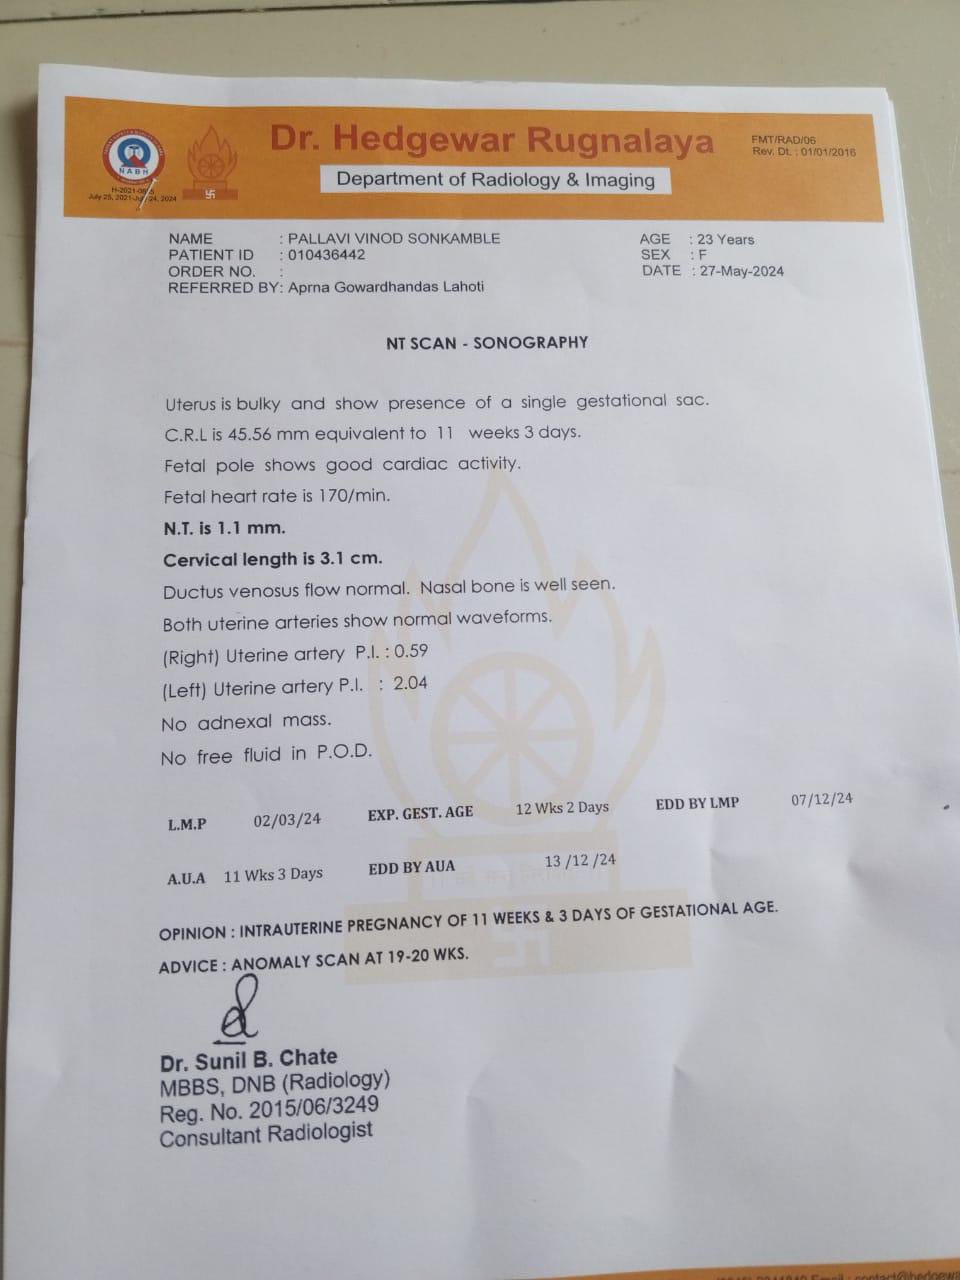 Dr. Hedgewar Rugnalaya
Department of Radiology & Imaging
FMT/RAD/06
Rev. Dt. : 01/01/2016
NABH
July 25, 2021-July 24, 2024
NAME : PALLAVI VINOD SONKAMBLE
PATIENT ID : 010436442
ORDER NO. :
REFERRED BY: Aprna Gowardhandas Lahoti
AGE : 23 Years
SEX : F
DATE : 27-May-2024
NT SCAN - SONOGRAPHY
Uterus is bulky and show presence of a single gestational sac.
C.R.L is 45.56 mm equivalent to 11 weeks 3 days.
Fetal pole shows good cardiac activity.
Fetal heart rate is 170/min.
N.T. is 1.1 mm.
Cervical length is 3.1 cm.
Ductus venosus flow normal. Nasal bone is well seen.
Both uterine arteries show normal waveforms.
(Right) Uterine artery P.I. : 0.59
(Left) Uterine artery P.I. : 2.04
No adnexal mass.
No free fluid in P.O.D.
L.M.P 02/03/24 EXP. GEST. AGE 12 Wks 2 Days EDD BY LMP 07/12/24
A.U.A 11 Wks 3 Days EDD BY AUA 13 /12 /24
OPINION : INTRAUTERINE PREGNANCY OF 11 WEEKS & 3 DAYS OF GESTATIONAL AGE.
ADVICE : ANOMALY SCAN AT 19-20 WKS.
Dr. Sunil B. Chate
MBBS, DNB (Radiology)
Reg. No. 2015/06/3249
Consultant Radiologist